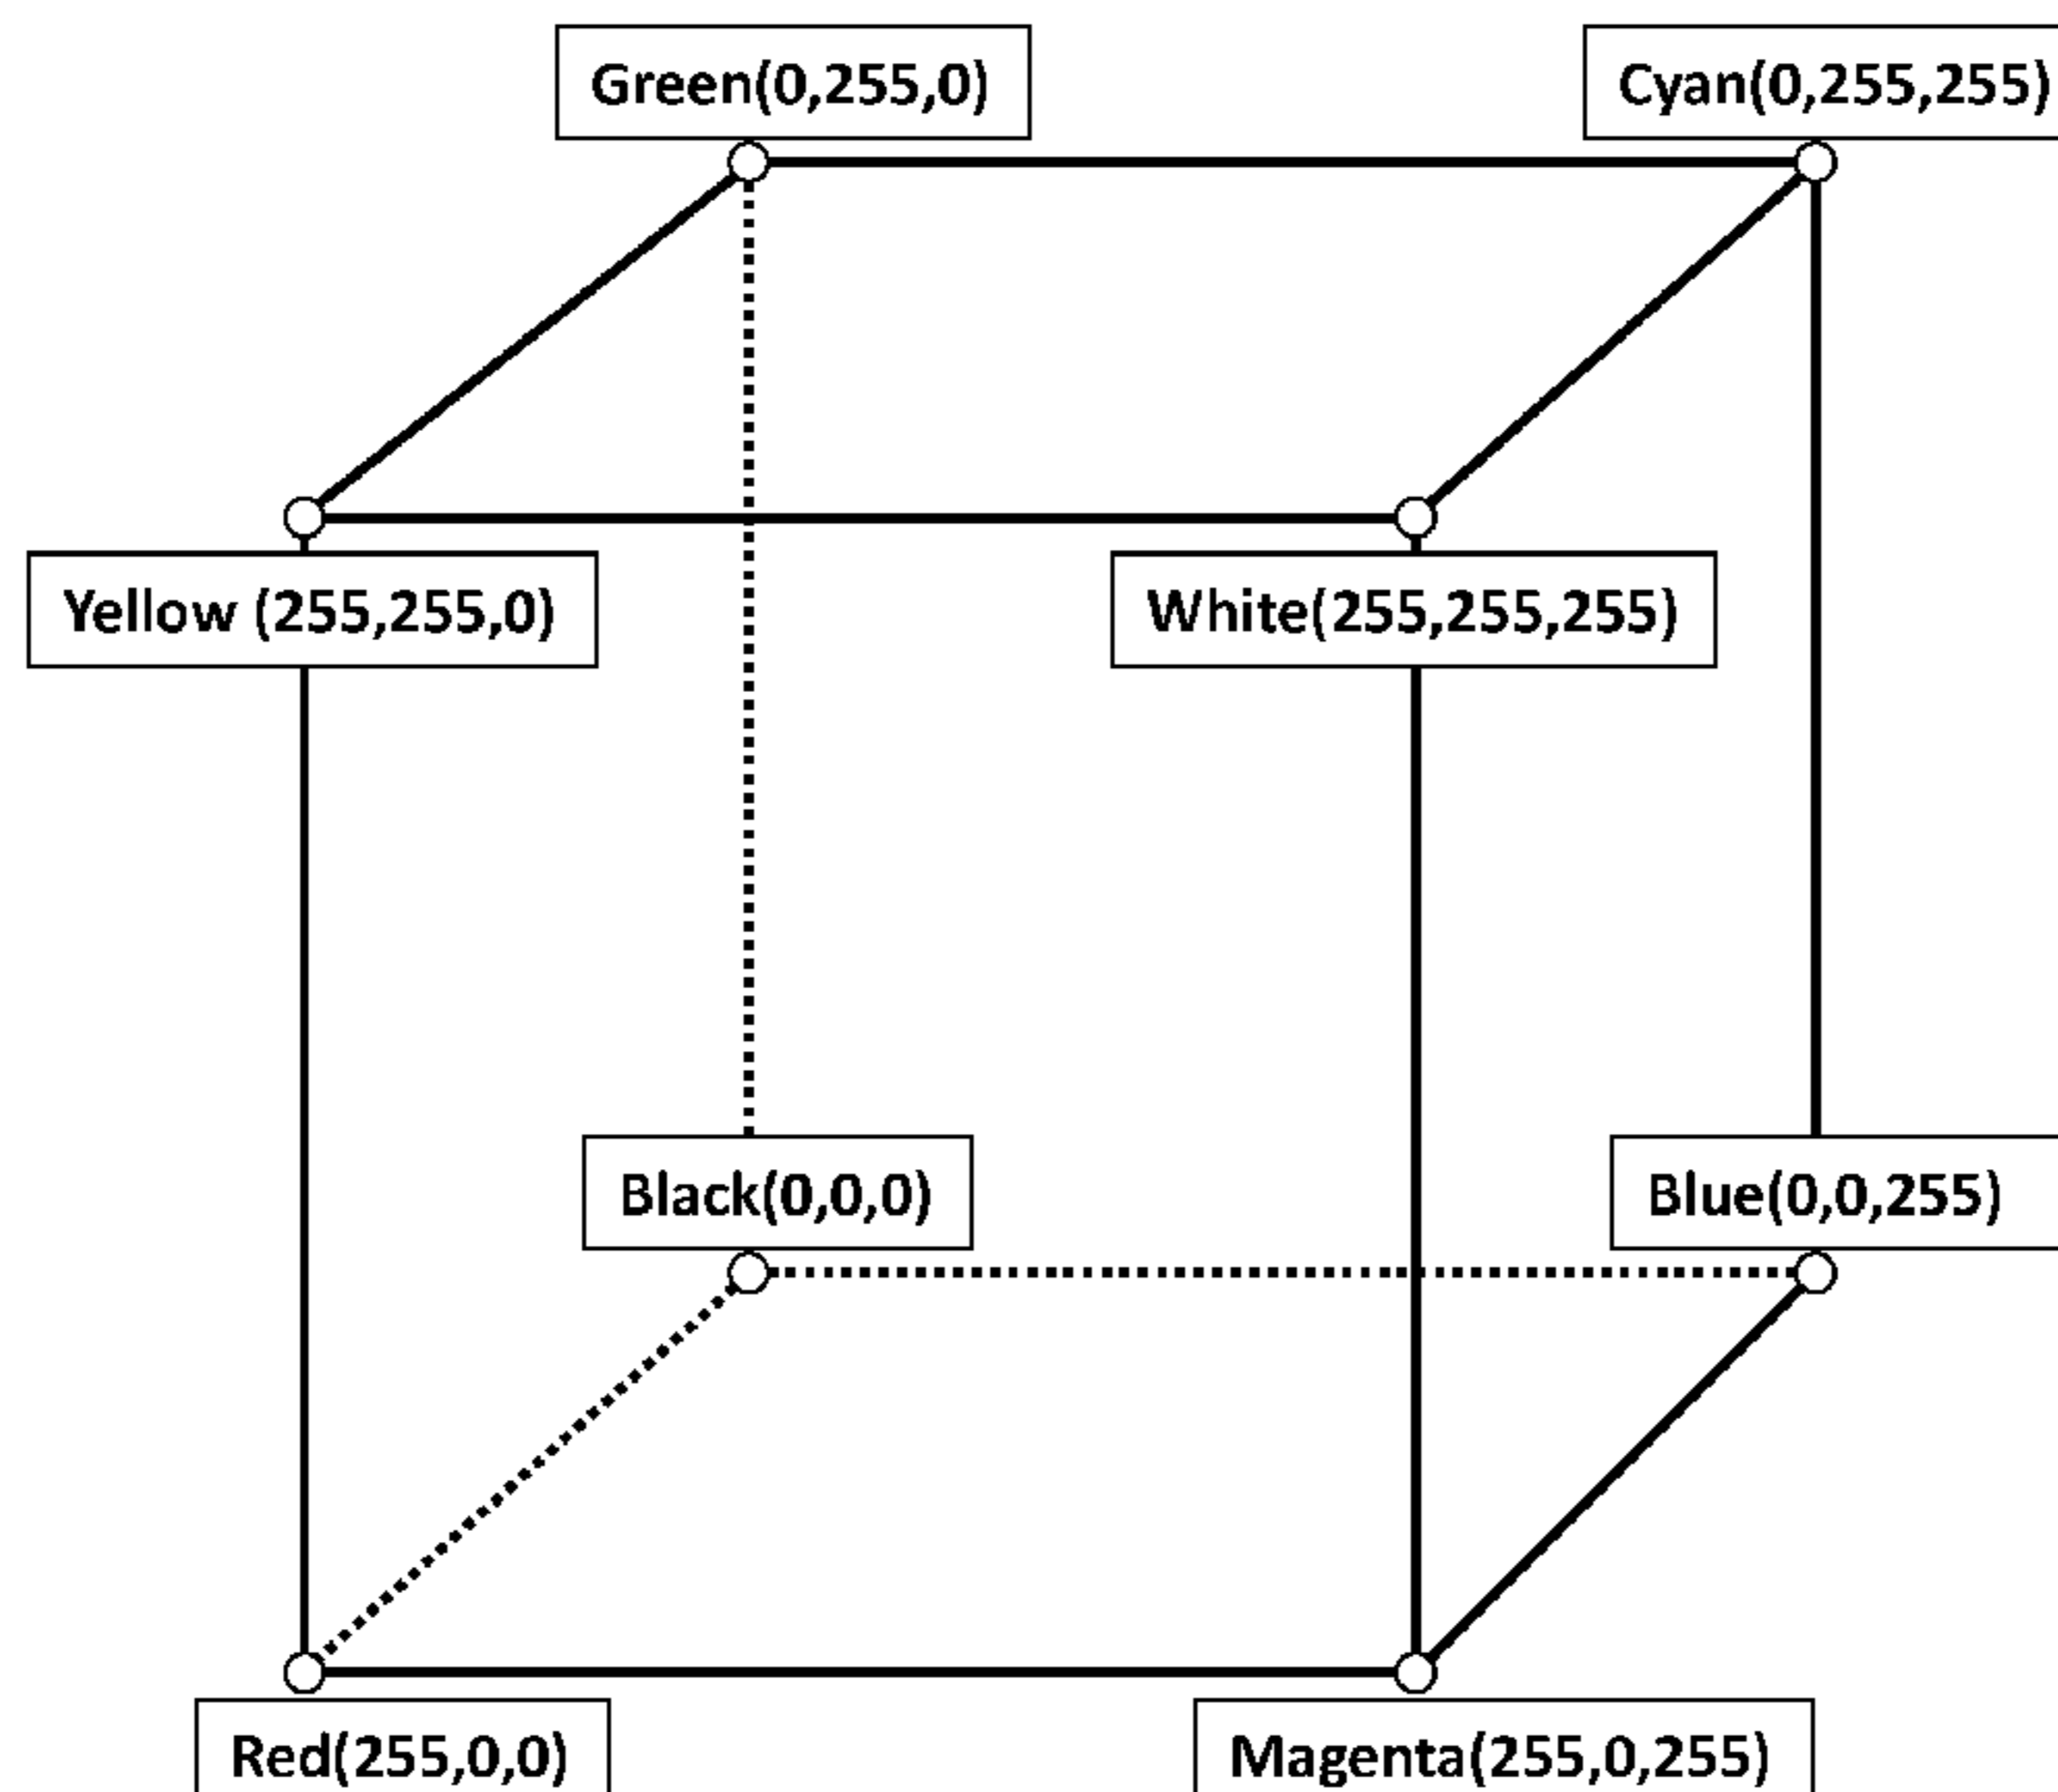 Green(0,255,0)
Cyan(0,255,255)
Yellow (255,255,0)
White(255,255,255)
Black(0,0,0)
Blue(0,0,255)
Red(255,0,0)
Magenta(255,0,255)